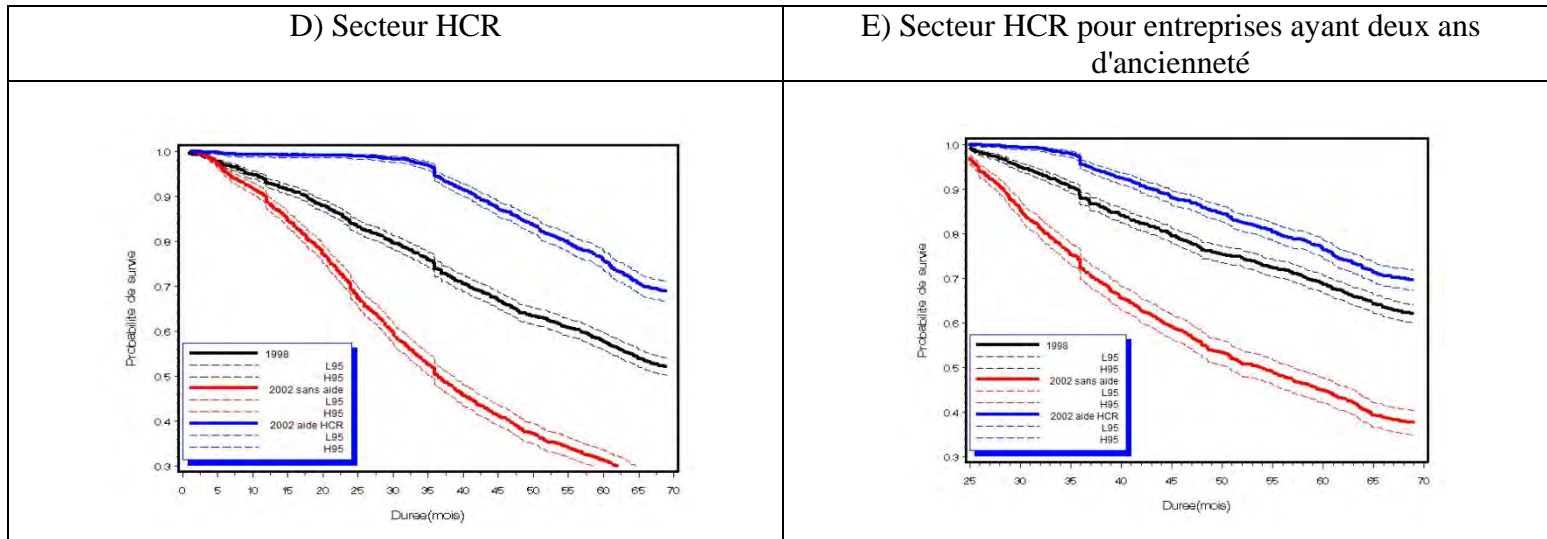 D) Secteur HCR
E) Secteur HCR pour entreprises ayant deux ans
d'ancienneté
1.0
0.9
0.8
0.7
0.6
0.5
0.4
0.3
Probabilite de survie
1998
L95
H95
2002 sans aide
L95
H95
2002 aide HCR
L95
H95
0 5 10 15 20 25 30 35 40 45 50 55 60 65 70
Duree(mois)
1.0
0.9
0.8
0.7
0.6
0.5
0.4
0.3
Probabilite de survie
1998
L95
H95
2002 sans aide
L95
H95
2002 aide HCR
L95
H95
25 30 35 40 45 50 55 60 65 70
Duree(mois)